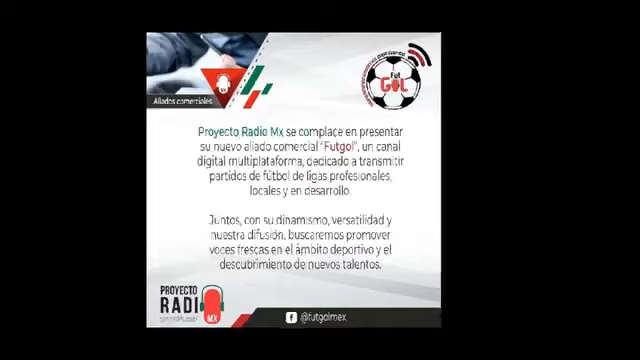 Fut
GOL
Aliados comerciales
Proyecto Radio Mx se complace en presentar
su nuevo aliado comercial "Futgol", un canal
digital multiplataforma, dedicado a transmitir
partidos de fútbol de ligas profesionales,
locales y en desarrollo.
Juntos, con su dinamismo, versatilidad y
nuestra difusión, buscaremos promover
voces frescas en el ámbito deportivo y el
descubrimiento de nuevos talentos.
PROYECTO
RADI
MX
@futgolmex